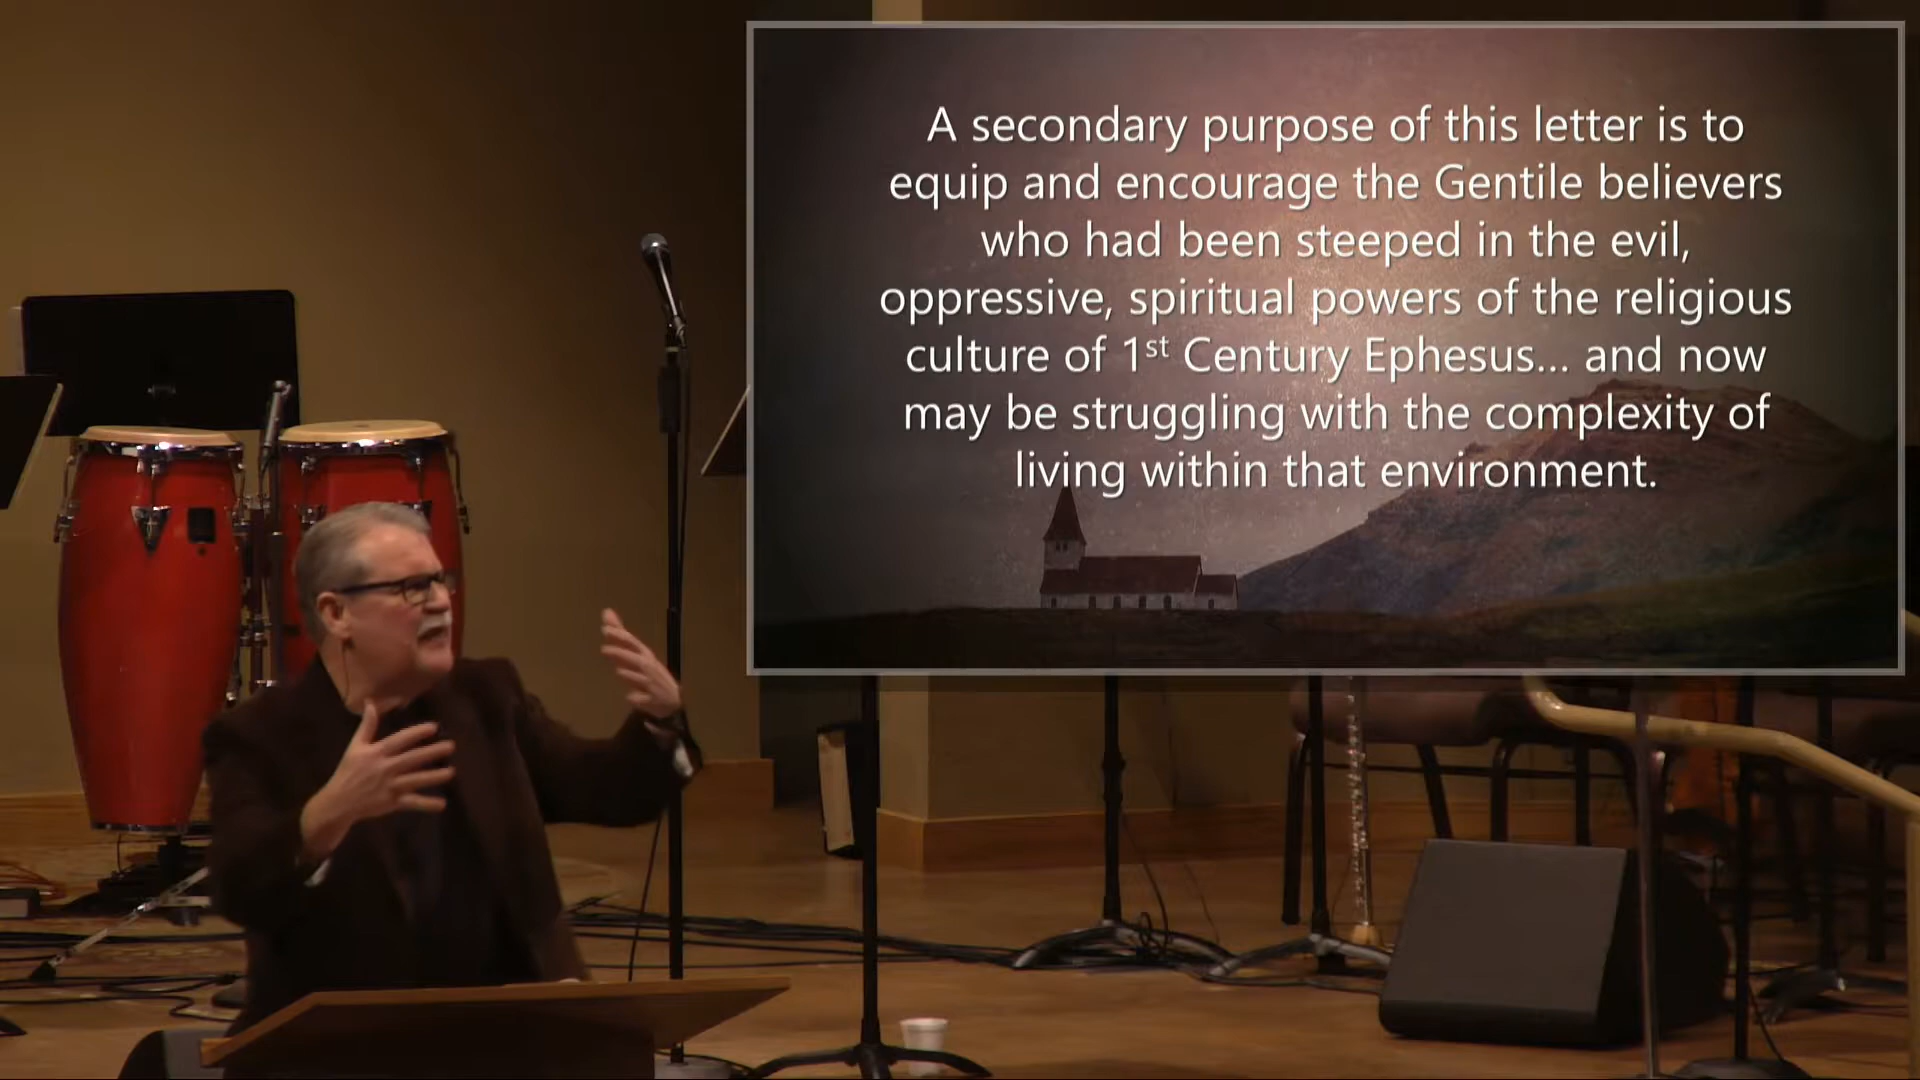 A secondary purpose of this letter is to
equip and encourage the Gentile believers
who had been steeped in the evil,
oppressive, spiritual powers of the religious
culture of 1st Century Ephesus... and now
may be struggling with the complexity of
living within that environment.